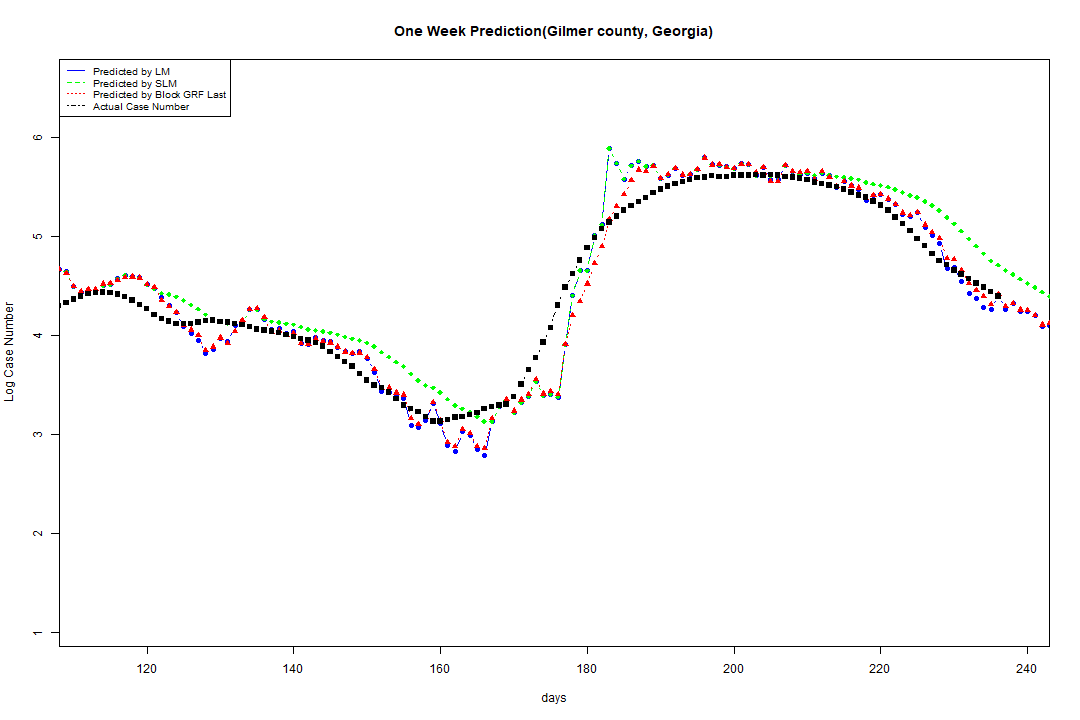 One Week Prediction(Gilmer county, Georgia)
Predicted by LM
Predicted by SLM
Predicted by Block GRF Last
Actual Case Number
6
5
4
3
2
1
Log Case Number
120 140 160 180 200 220 240
days